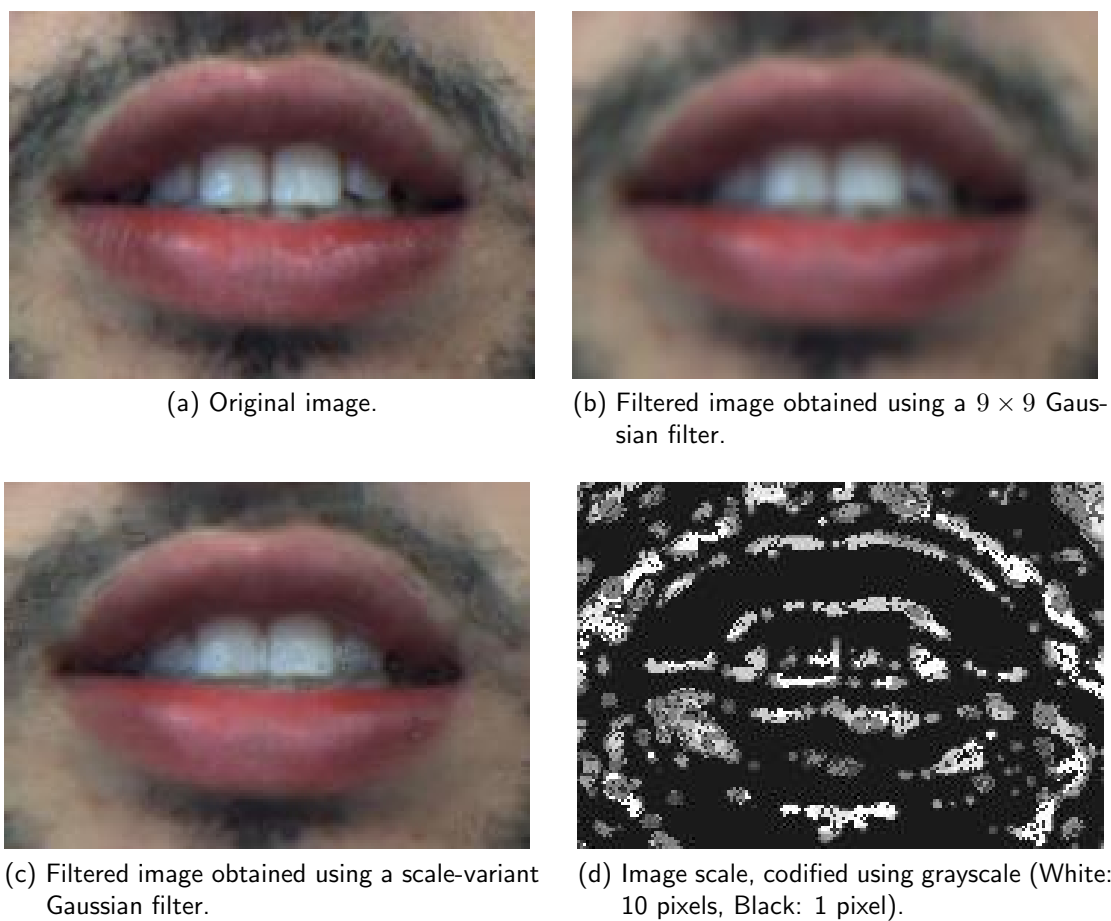 (a) Original image.
(b) Filtered image obtained using a 9 × 9 Gaus-
sian filter.
(c) Filtered image obtained using a scale-variant
Gaussian filter.
(d) Image scale, codified using grayscale (White:
10 pixels, Black: 1 pixel).